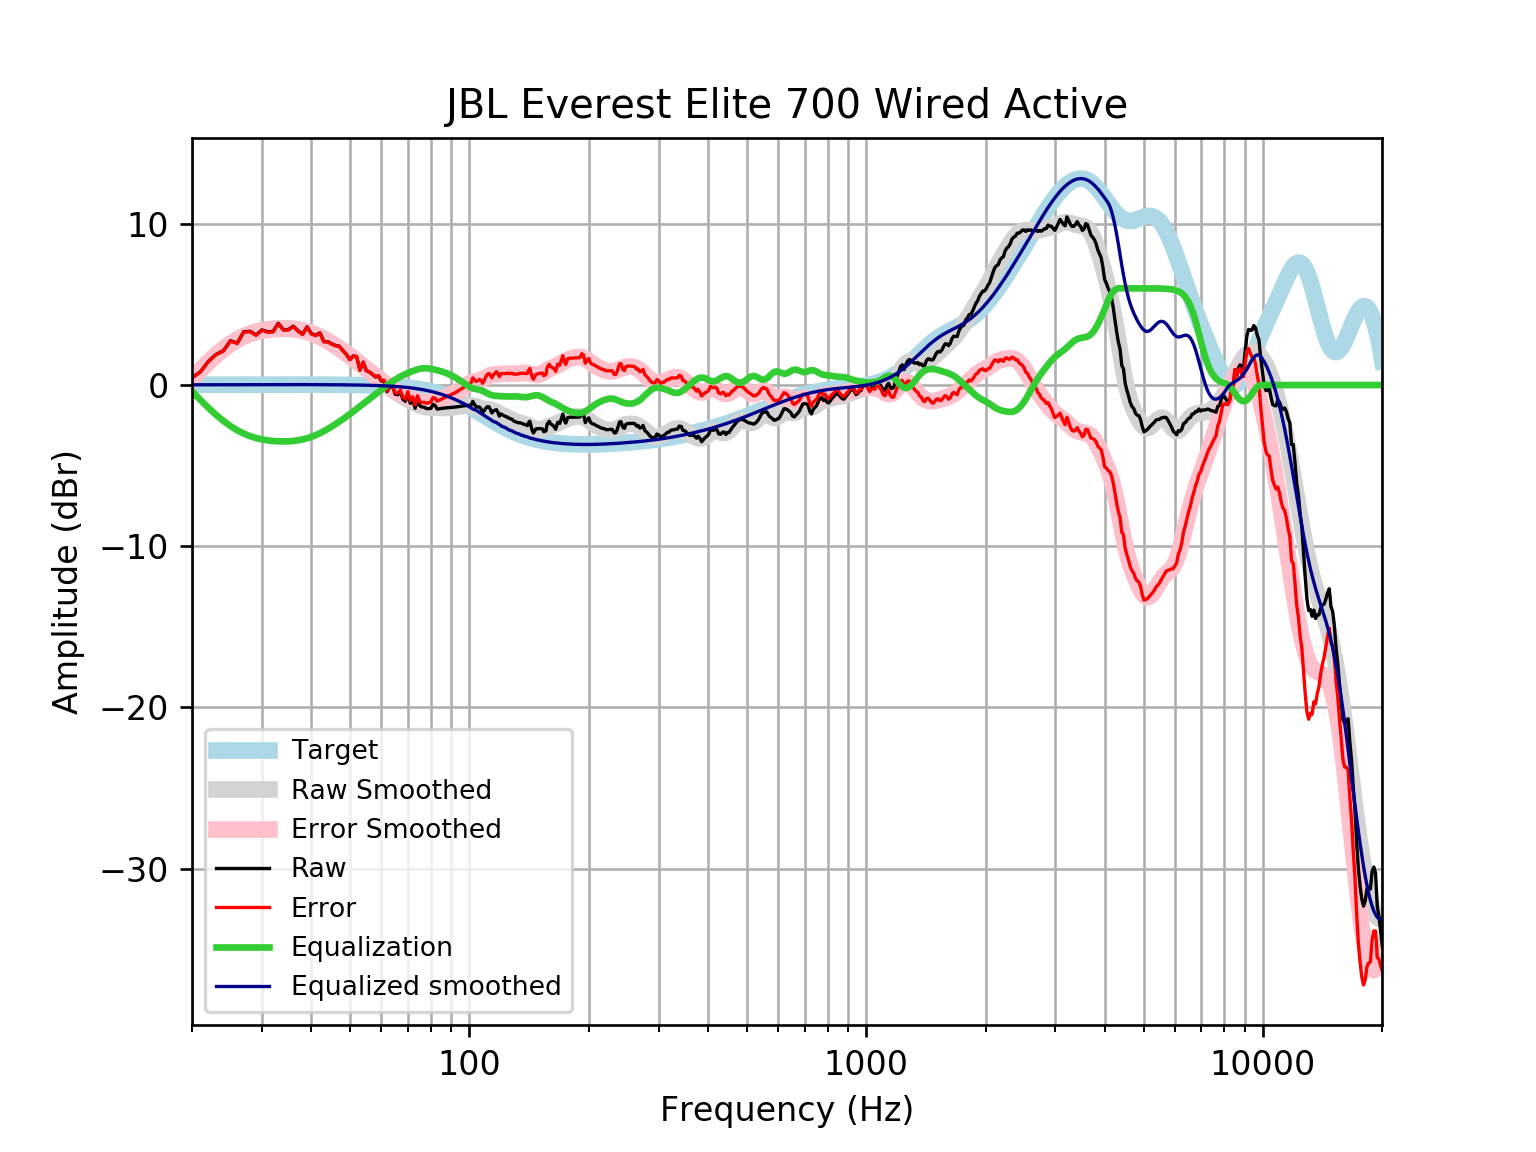 JBL Everest Elite 700 Wired Active
10
0
−10
−20
−30
Amplitude (dBr)
Target
Raw Smoothed
Error Smoothed
Raw
Error
Equalization
Equalized smoothed
100
1000
10000
Frequency (Hz)